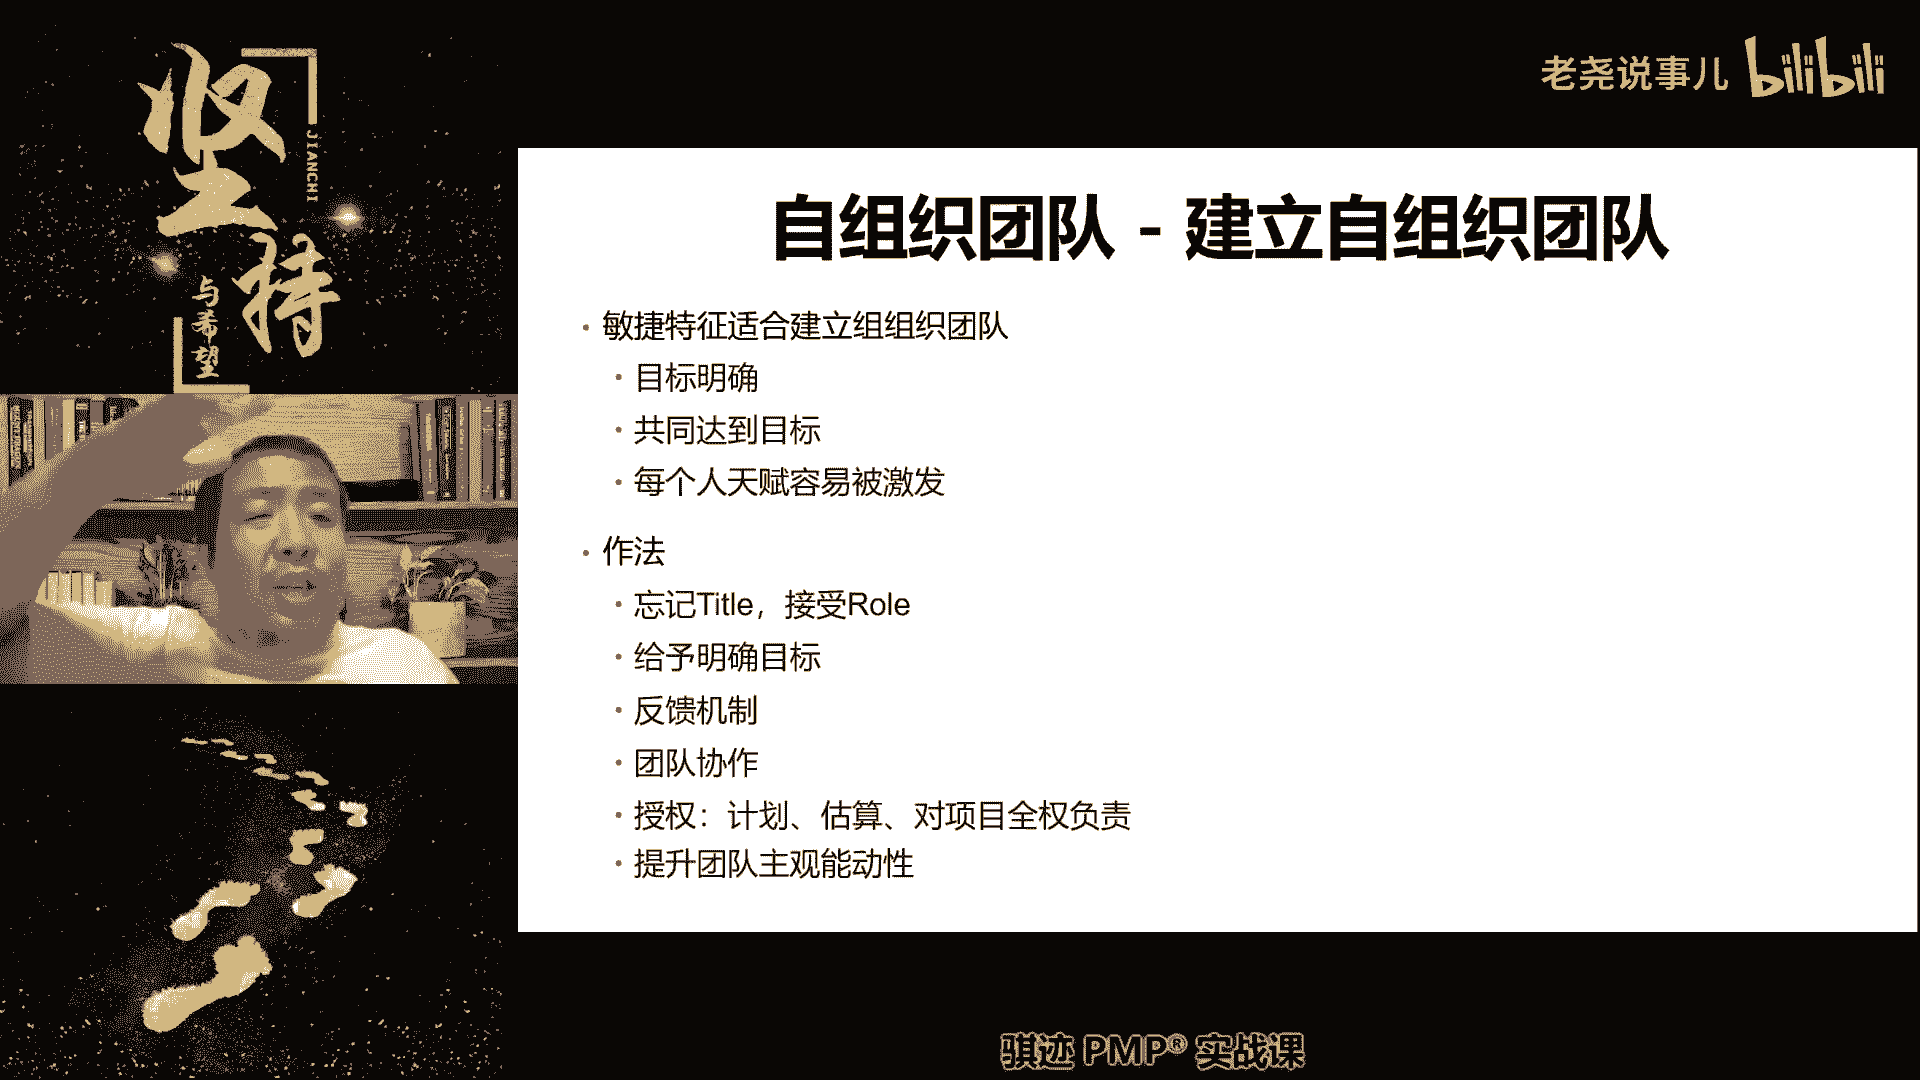 坚持
JIANCHI
与希望
老尧说事儿 bilibili
自组织团队 - 建立自组织团队
• 敏捷特征适合建立组组织团队
• 目标明确
• 共同达到目标
• 每个人天赋容易被激发
• 作法
• 忘记Title，接受Role
• 给予明确目标
• 反馈机制
• 团队协作
• 授权：计划、估算、对项目全权负责
• 提升团队主观能动性
骐迹 PMP® 实战课